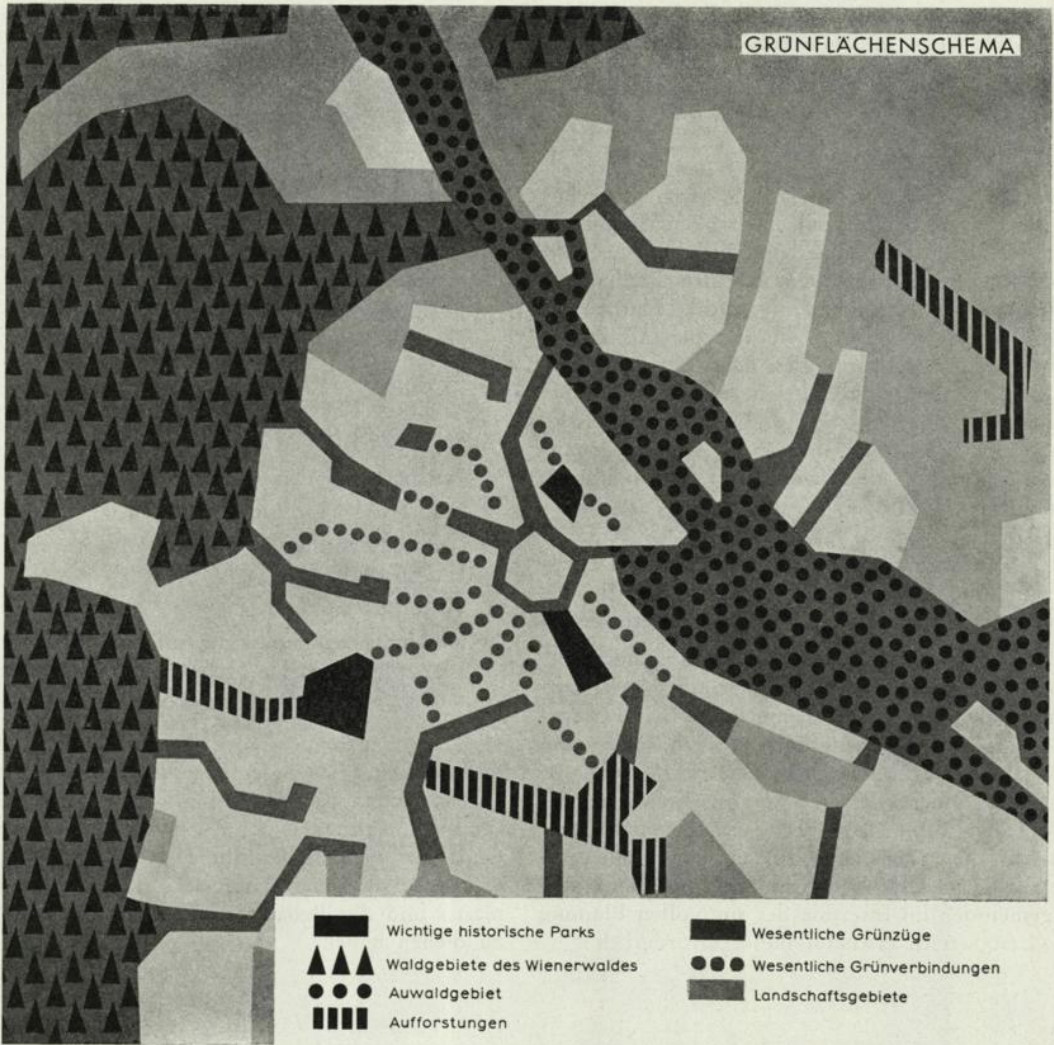 GRÜNFLÄCHENSCHEMA
Wichtige historische Parks
Waldgebiete des Wienerwaldes
Auwaldgebiet
Aufforstungen
Wesentliche Grünzüge
Wesentliche Grünverbindungen
Landschaftsgebiete